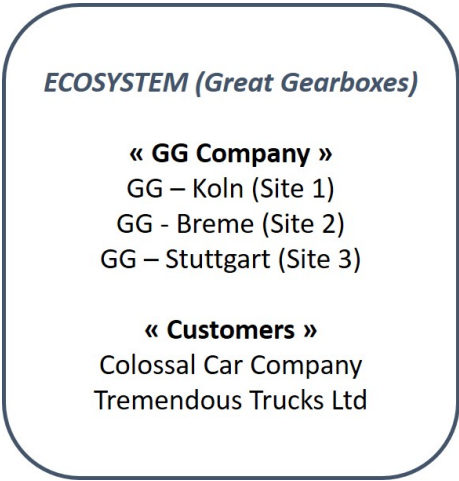 ECOSYSTEM (Great Gearboxes)
« GG Company »
GG – Koln (Site 1)
GG - Breme (Site 2)
GG – Stuttgart (Site 3)
« Customers »
Colossal Car Company
Tremendous Trucks Ltd